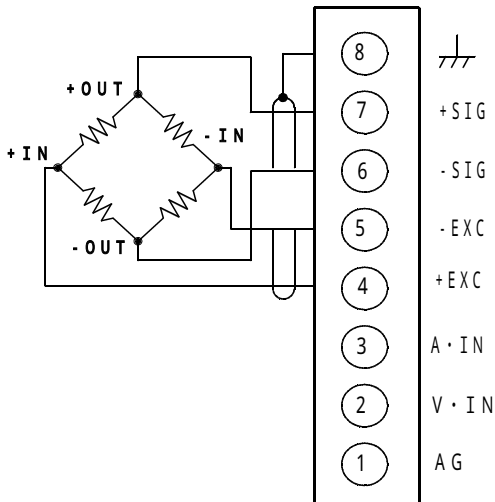 8
+OUT
7
+SIG
-IN
+IN
6
-SIG
5
-EXC
-OUT
4
+EXC
3
A·IN
2
V·IN
1
AG